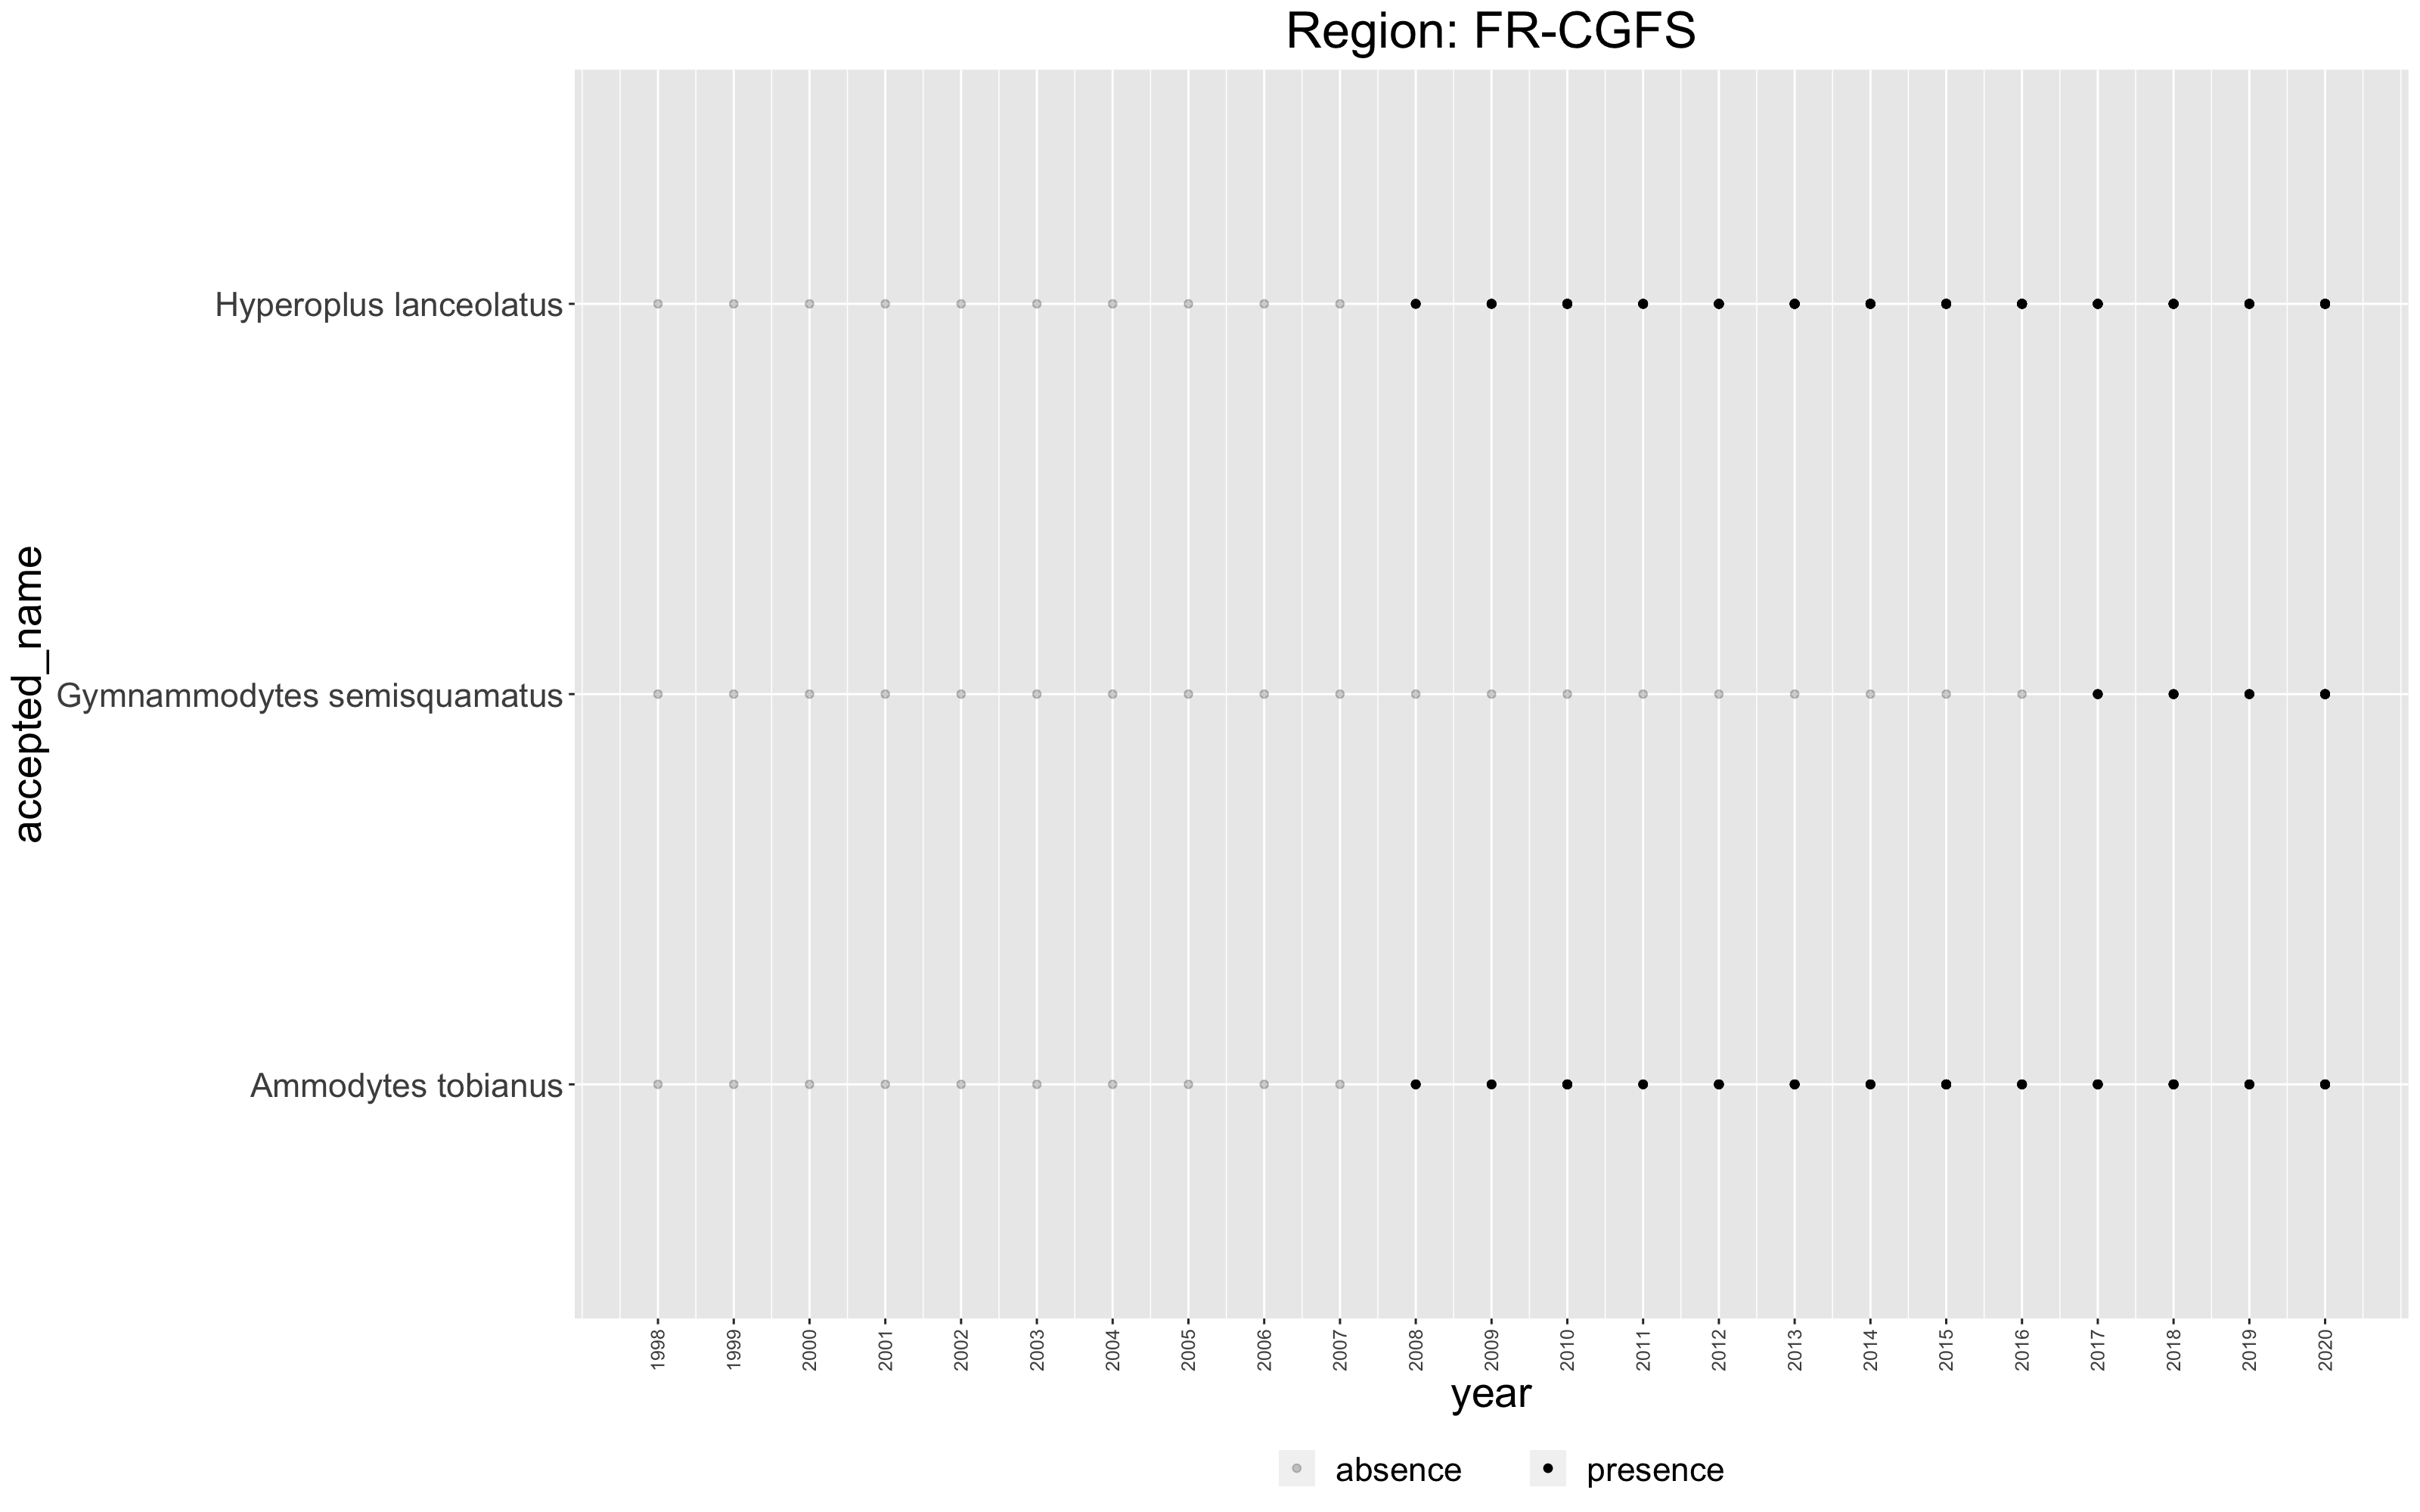 Region: FR-CGFS
accepted_name
Hyperoplus lanceolatus
Gymnammodytes semisquamatus
Ammodytes tobianus
1998 1999 2000 2001 2002 2003 2004 2005 2006 2007 2008 2009 2010 2011 2012 2013 2014 2015 2016 2017 2018 2019 2020
year
absence presence